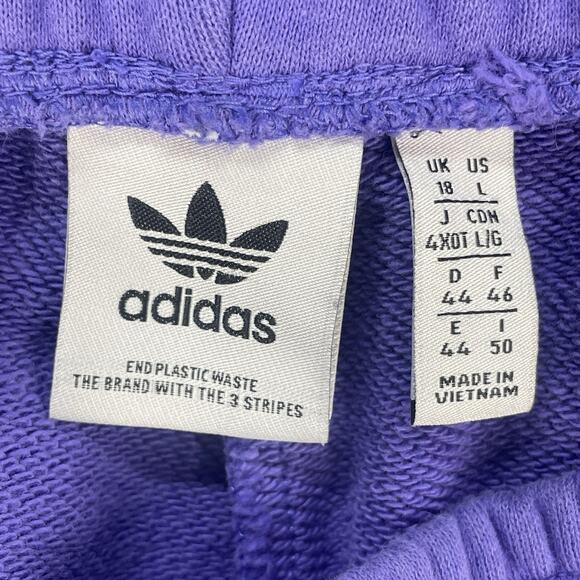 adidas
END PLASTIC WASTE
THE BRAND WITH THE 3 STRIPES
UK US
18 L
J CDN
4XOT L/G
D F
44 46
E I
44 50
MADE IN
VIETNAM